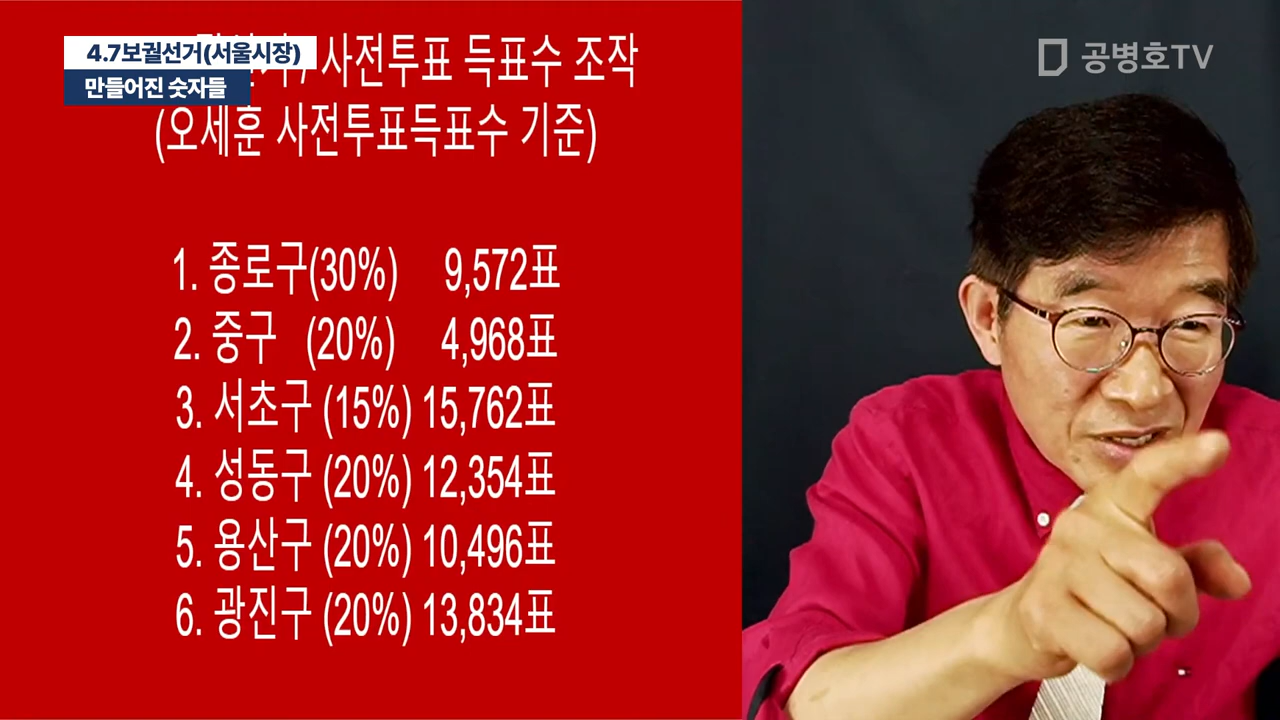 4.7보궐선거(서울시장)
만들어진 숫자들
사전투표 득표수 조작
(오세훈 사전투표득표수 기준)
1. 종로구(30%) 9,572표
2. 중구 (20%) 4,968표
3. 서초구 (15%) 15,762표
4. 성동구 (20%) 12,354표
5. 용산구 (20%) 10,496표
6. 광진구 (20%) 13,834표
공병호TV